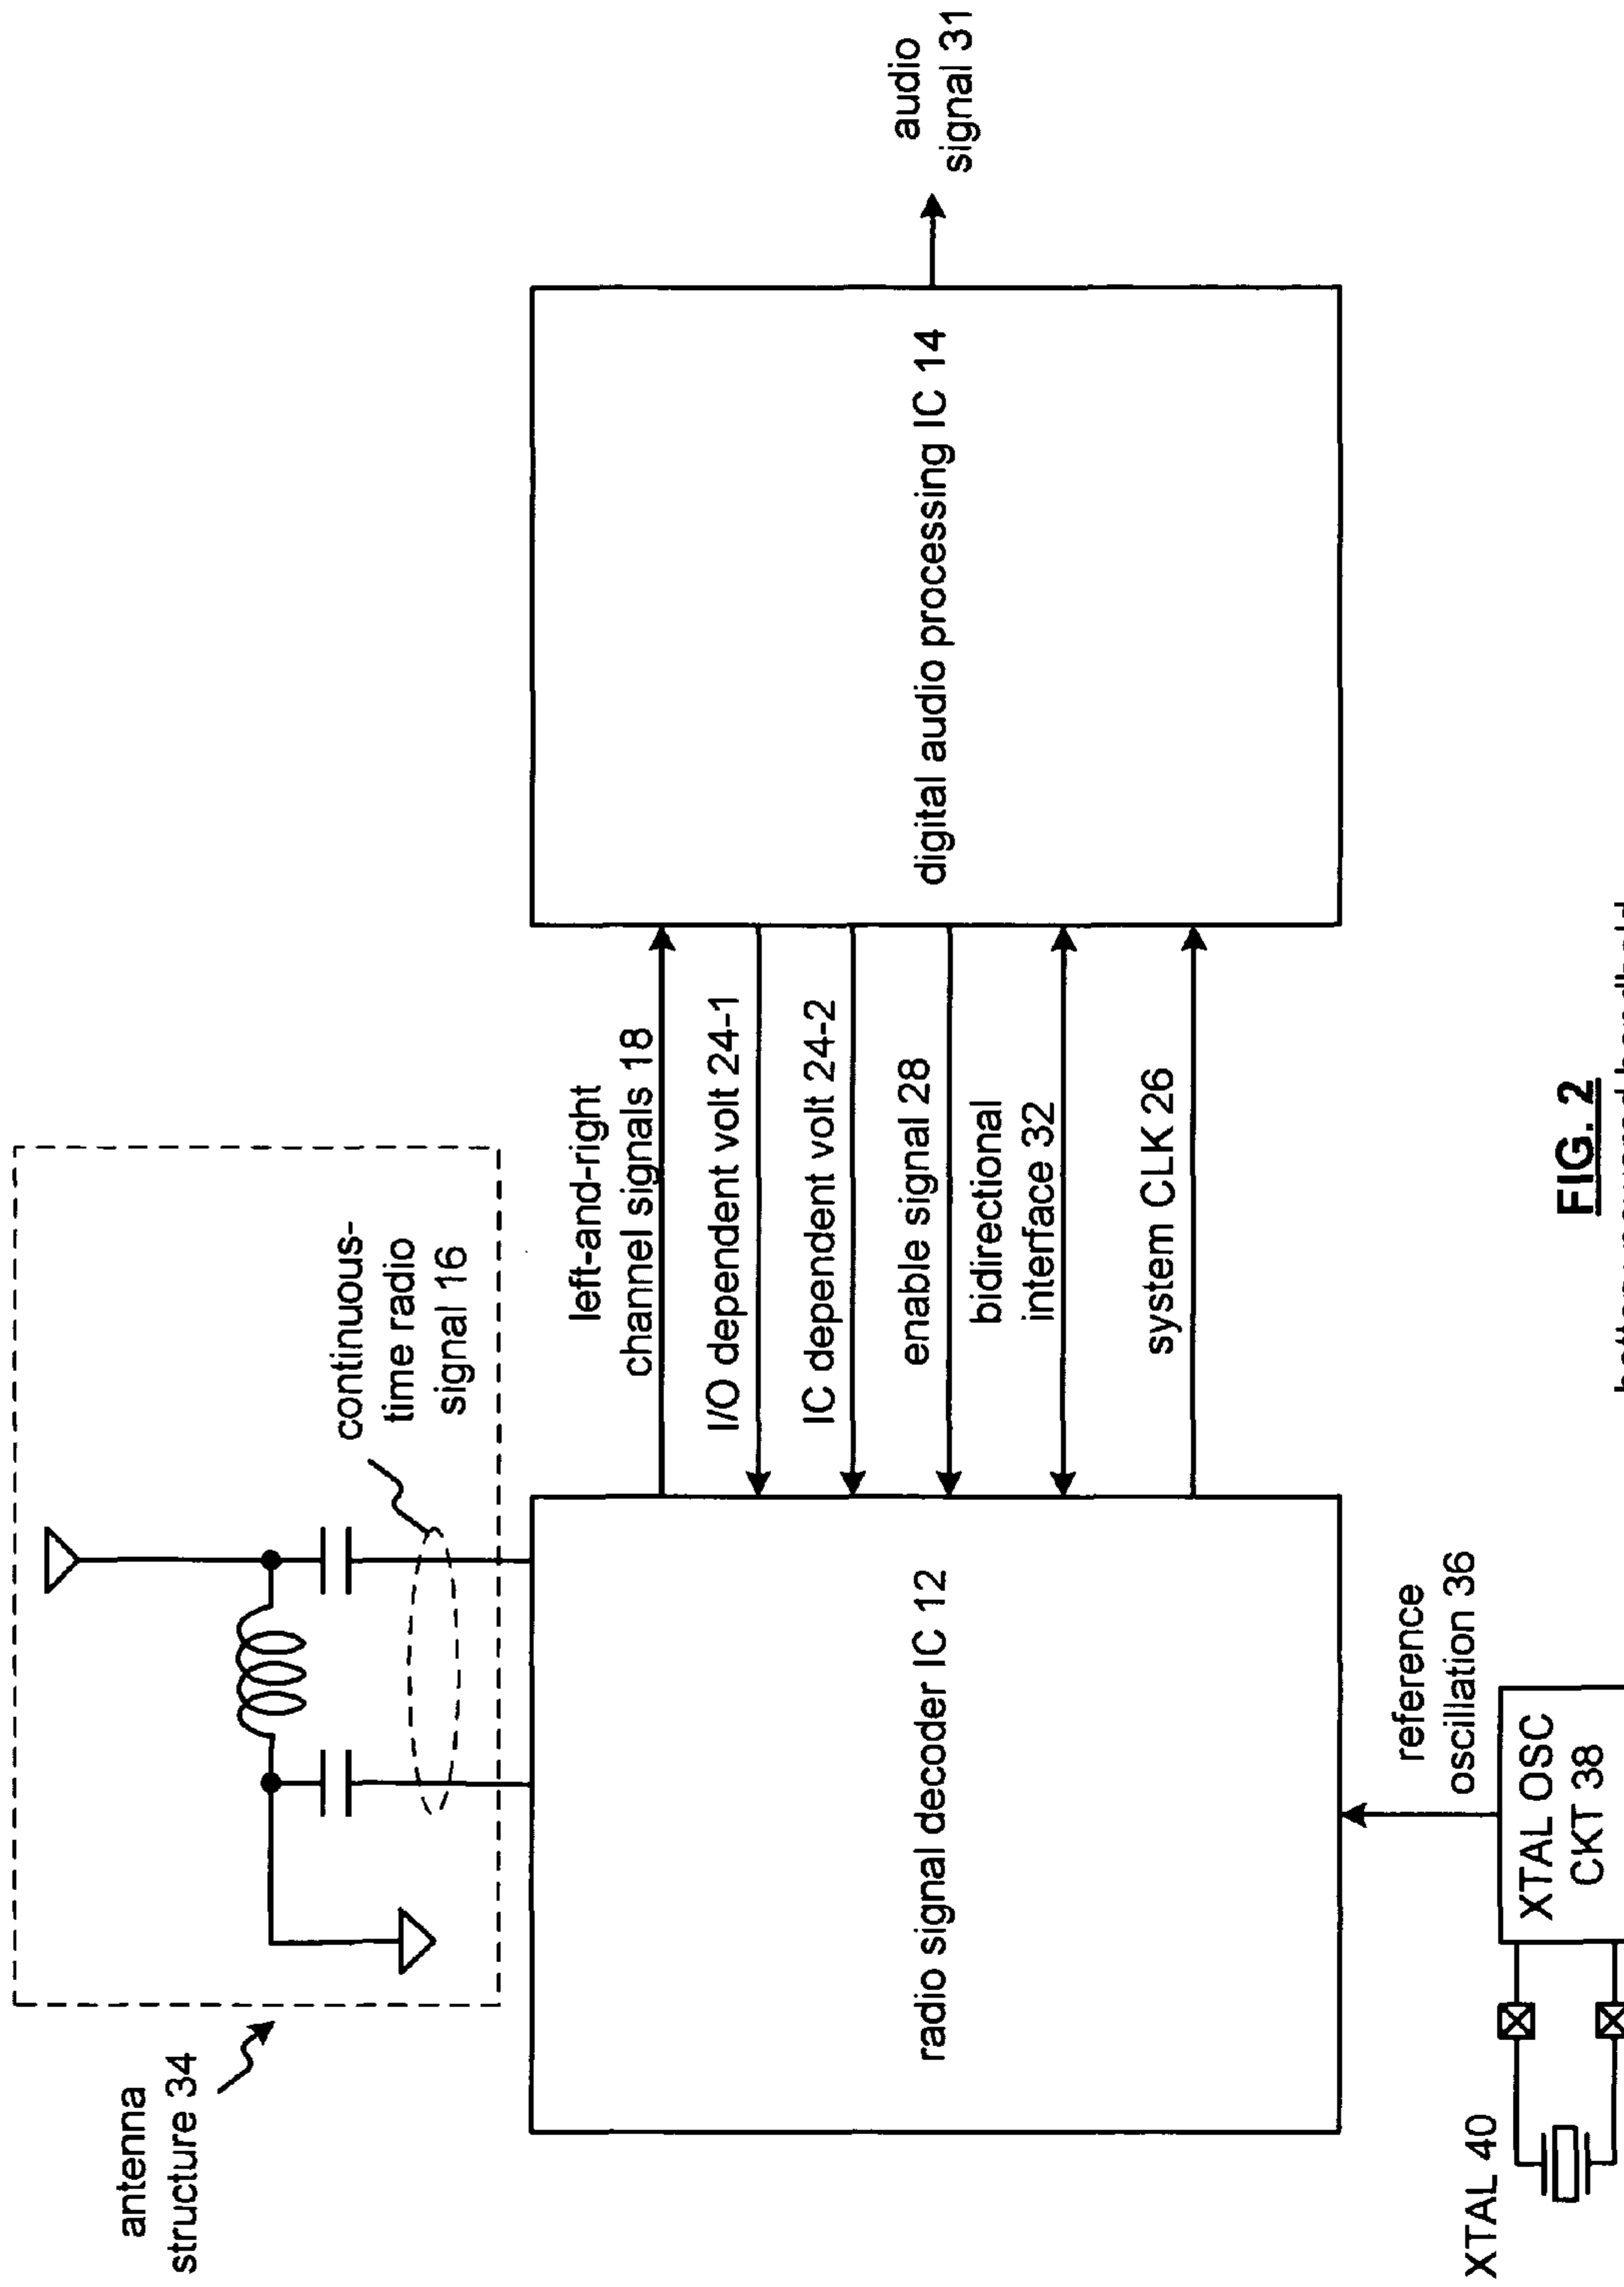 antenna
structure 34
continuous-
time radio
signal 16
radio signal decoder IC 12
left-and-right
channel signals 18
I/O dependent volt 24-1
IC dependent volt 24-2
enable signal 28
bidirectional
interface 32
system CLK 26
digital audio processing IC 14
audio
signal 31
XTAL 40
XTAL OSC
CKT 38
reference
oscillation 36
FIG. 2